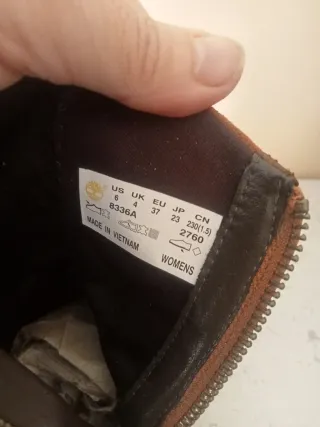 US UK EU JP CN
6 4 37 23 230(1.5)
8336A 2760
MADE IN VIETNAM WOMENS